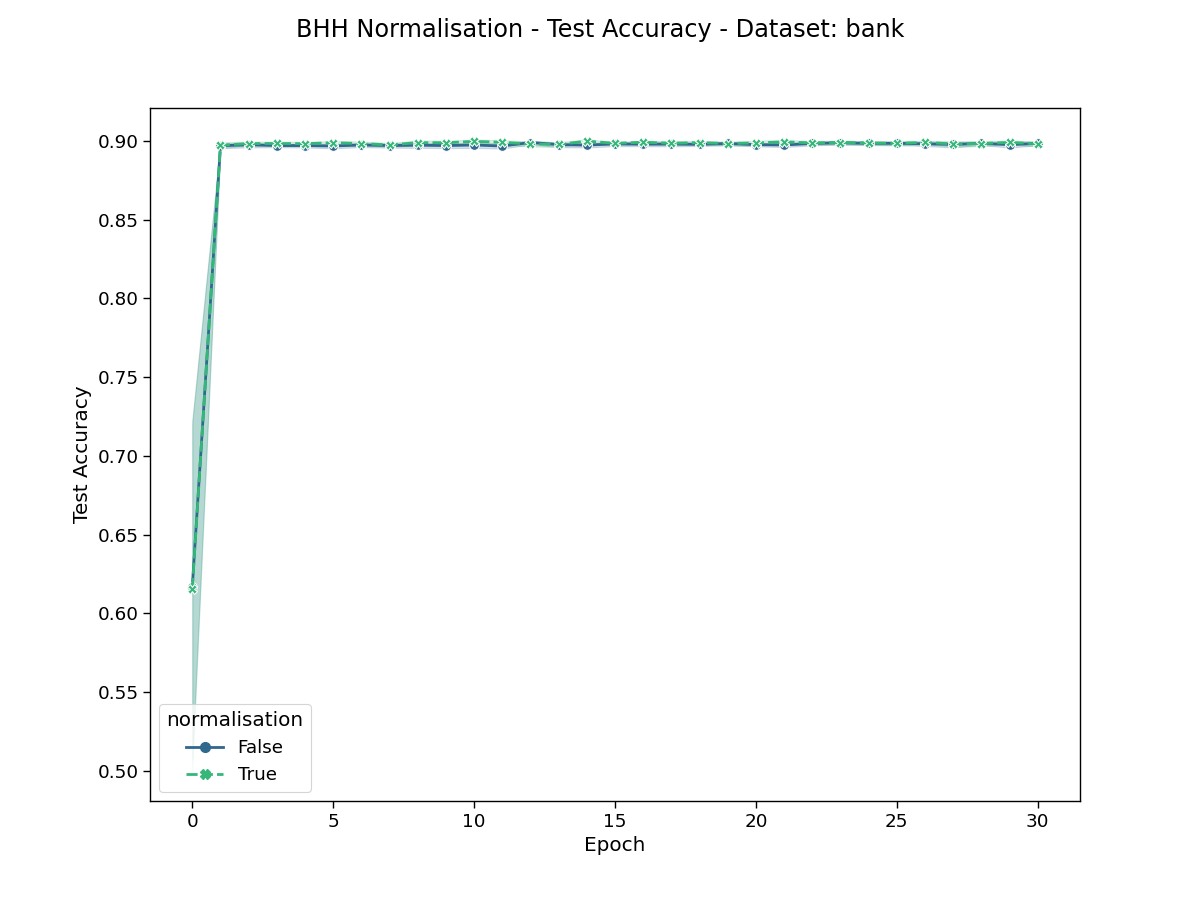 BHH Normalisation - Test Accuracy - Dataset: bank
0.90
0.85
0.80
0.75
0.70
0.65
0.60
0.55
0.50
Test Accuracy
normalisation
False
True
0 5 10 15 20 25 30
Epoch